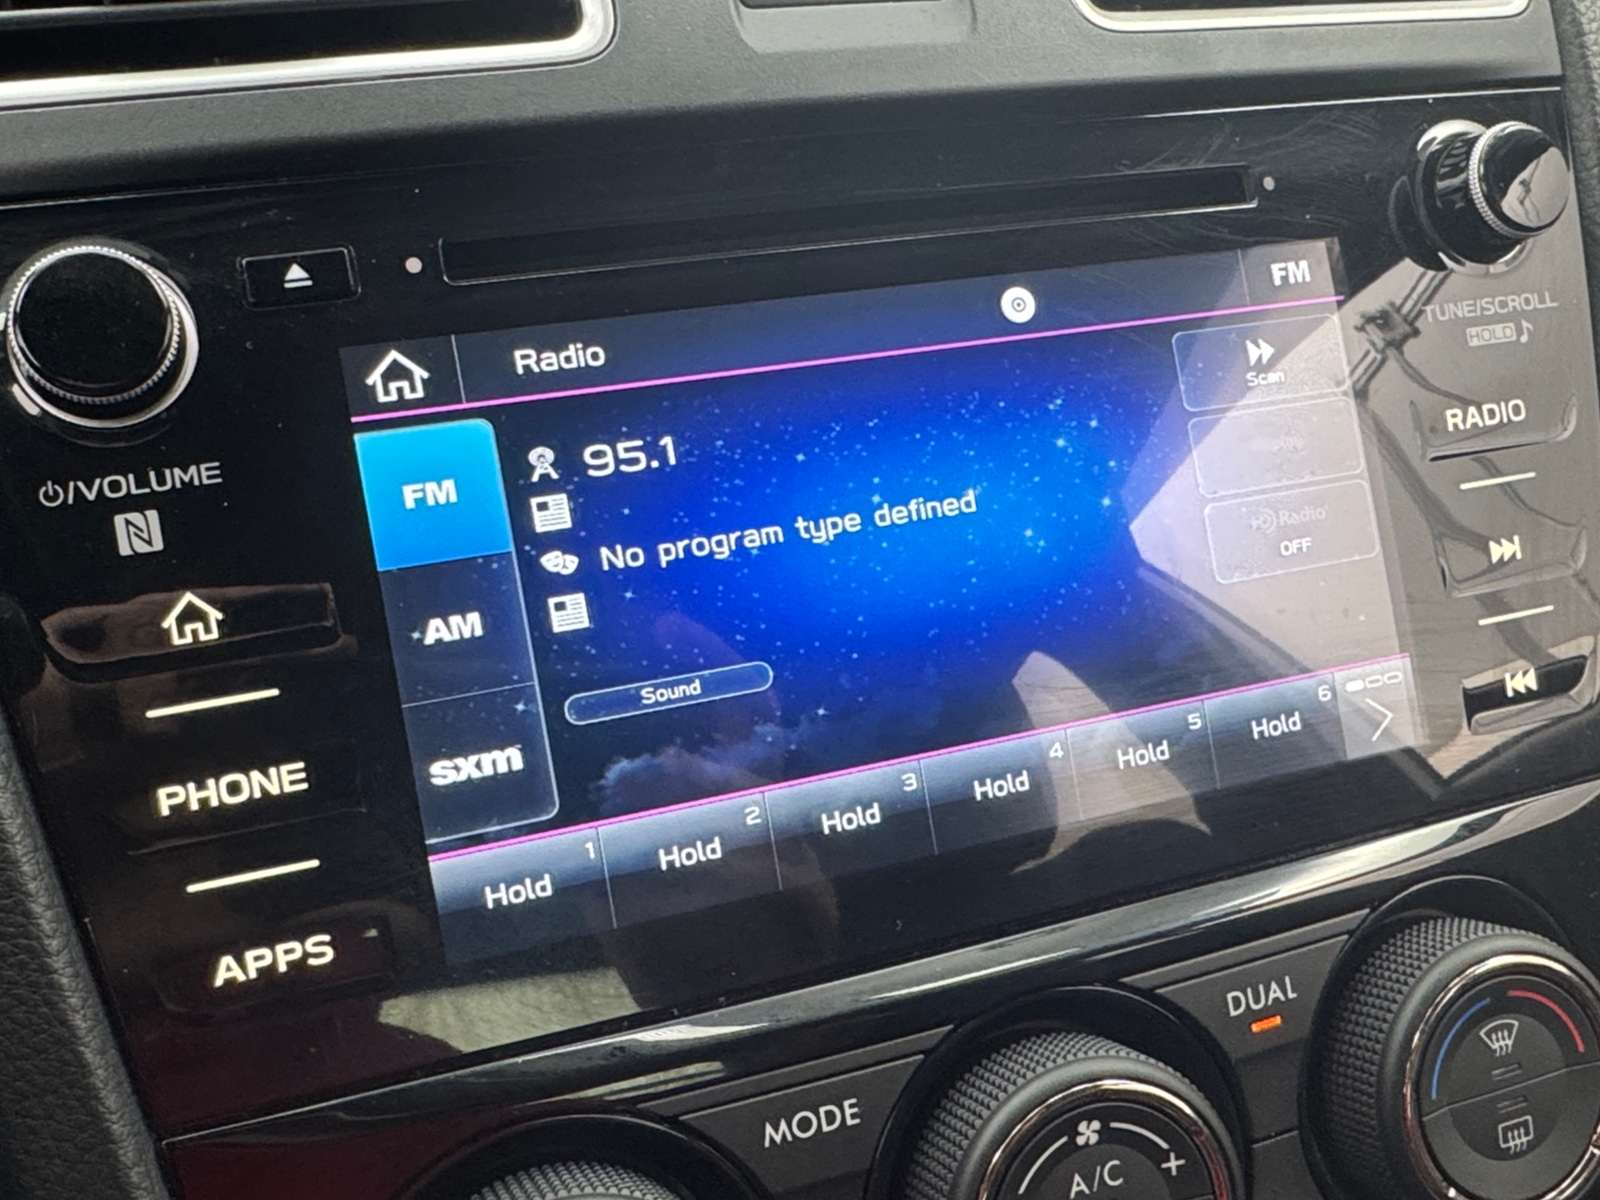 FM
Radio
TUNE/SCROLL
HOLD
Scan
95.1
RADIO
FM
/VOLUME
No program type defined
Radio
OFF
AM
Sound
sxm
PHONE
1
Hold
2
Hold
3
Hold
4
Hold
5
Hold
6
Hold
APPS
DUAL
MODE
A/C
+